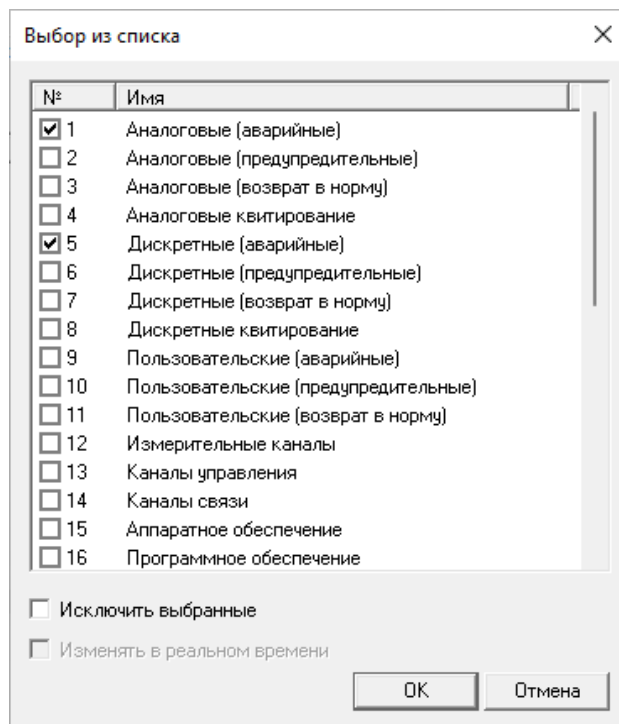 Выбор из списка
№ Имя
1 Аналоговые (аварийные)
2 Аналоговые (предупредительные)
3 Аналоговые (возврат в норму)
4 Аналоговые квитирование
5 Дискретные (аварийные)
6 Дискретные (предупредительные)
7 Дискретные (возврат в норму)
8 Дискретные квитирование
9 Пользовательские (аварийные)
10 Пользовательские (предупредительные)
11 Пользовательские (возврат в норму)
12 Измерительные каналы
13 Каналы управления
14 Каналы связи
15 Аппаратное обеспечение
16 Программное обеспечение
Исключить выбранные
Изменять в реальном времени
OK Отмена